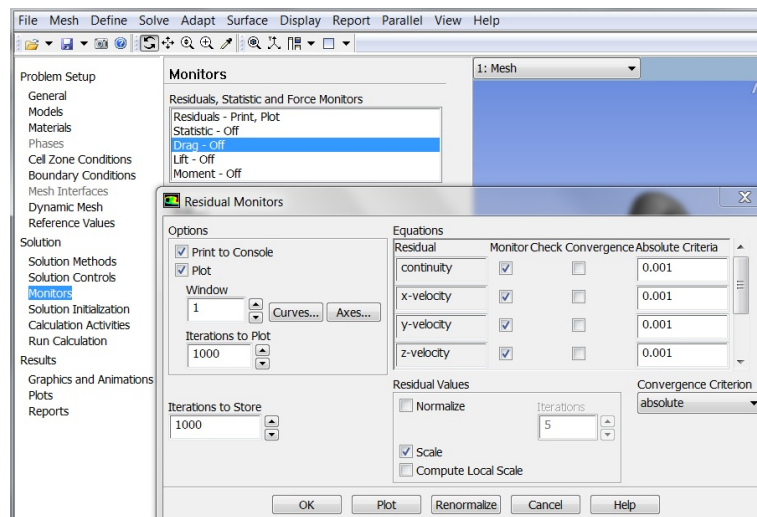 File Mesh Define Solve Adapt Surface Display Report Parallel View Help
Problem Setup
General
Models
Materials
Phases
Cell Zone Conditions
Boundary Conditions
Mesh Interfaces
Dynamic Mesh
Reference Values
Solution
Solution Methods
Solution Controls
Monitors
Solution Initialization
Calculation Activities
Run Calculation
Results
Graphics and Animations
Plots
Reports
Monitors
Residuals, Statistic and Force Monitors
Residuals - Print, Plot
Statistic - Off
Drag - Off
Lift - Off
Moment - Off
1: Mesh
Residual Monitors
Options
Print to Console
Plot
Window
1
Curves... Axes...
Iterations to Plot
1000
Iterations to Store
1000
Equations
Residual Monitor Check Convergence Absolute Criteria
continuity 0.001
x-velocity 0.001
y-velocity 0.001
z-velocity 0.001
Residual Values
Normalize
Iterations
5
Scale
Compute Local Scale
Convergence Criterion
absolute
OK Plot Renormalize Cancel Help